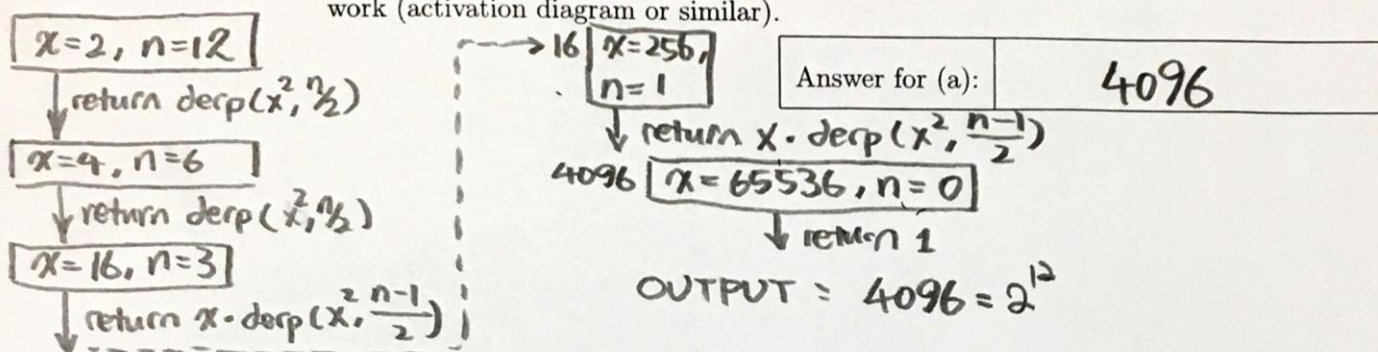 work (activation diagram or similar).
x=2, n=12
return derp(x², n/2)
x=4, n=6
return derp(x², n/2)
x=16, n=3
return x·derp(x², n-1/2)
16 x=256,
n=1
return x·derp(x², n-1/2)
4096 x=65536, n=0
return 1
OUTPUT: 4096=2¹²
Answer for (a): 4096